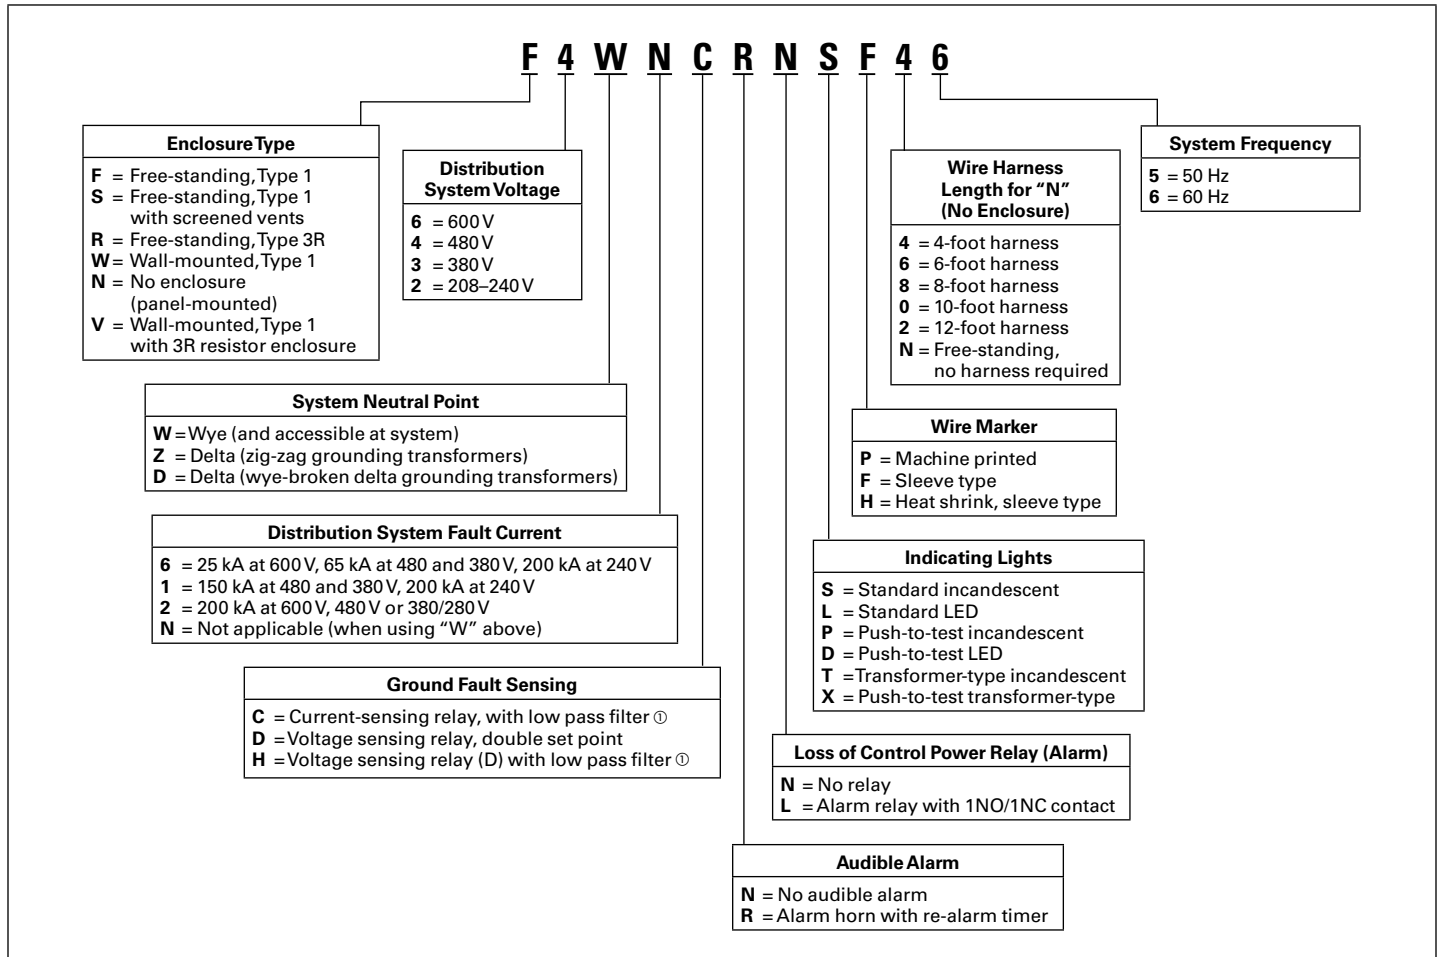 F 4 W N C R N S F 4 6
Enclosure Type
F = Free-standing, Type 1
S = Free-standing, Type 1
with screened vents
R = Free-standing, Type 3R
W = Wall-mounted, Type 1
N = No enclosure
(panel-mounted)
V = Wall-mounted, Type 1
with 3R resistor enclosure
Distribution
System Voltage
6 = 600 V
4 = 480 V
3 = 380 V
2 = 208–240 V
Wire Harness
Length for “N”
(No Enclosure)
4 = 4-foot harness
6 = 6-foot harness
8 = 8-foot harness
0 = 10-foot harness
2 = 12-foot harness
N = Free-standing,
no harness required
System Frequency
5 = 50 Hz
6 = 60 Hz
System Neutral Point
W = Wye (and accessible at system)
Z = Delta (zig-zag grounding transformers)
D = Delta (wye-broken delta grounding transformers)
Wire Marker
P = Machine printed
F = Sleeve type
H = Heat shrink, sleeve type
Distribution System Fault Current
6 = 25 kA at 600 V, 65 kA at 480 and 380 V, 200 kA at 240 V
1 = 150 kA at 480 and 380 V, 200 kA at 240 V
2 = 200 kA at 600 V, 480 V or 380/280 V
N = Not applicable (when using “W” above)
Indicating Lights
S = Standard incandescent
L = Standard LED
P = Push-to-test incandescent
D = Push-to-test LED
T = Transformer-type incandescent
X = Push-to-test transformer-type
Ground Fault Sensing
C = Current-sensing relay, with low pass filter ①
D = Voltage sensing relay, double set point
H = Voltage sensing relay (D) with low pass filter ①
Loss of Control Power Relay (Alarm)
N = No relay
L = Alarm relay with 1NO/1NC contact
Audible Alarm
N = No audible alarm
R = Alarm horn with re-alarm timer